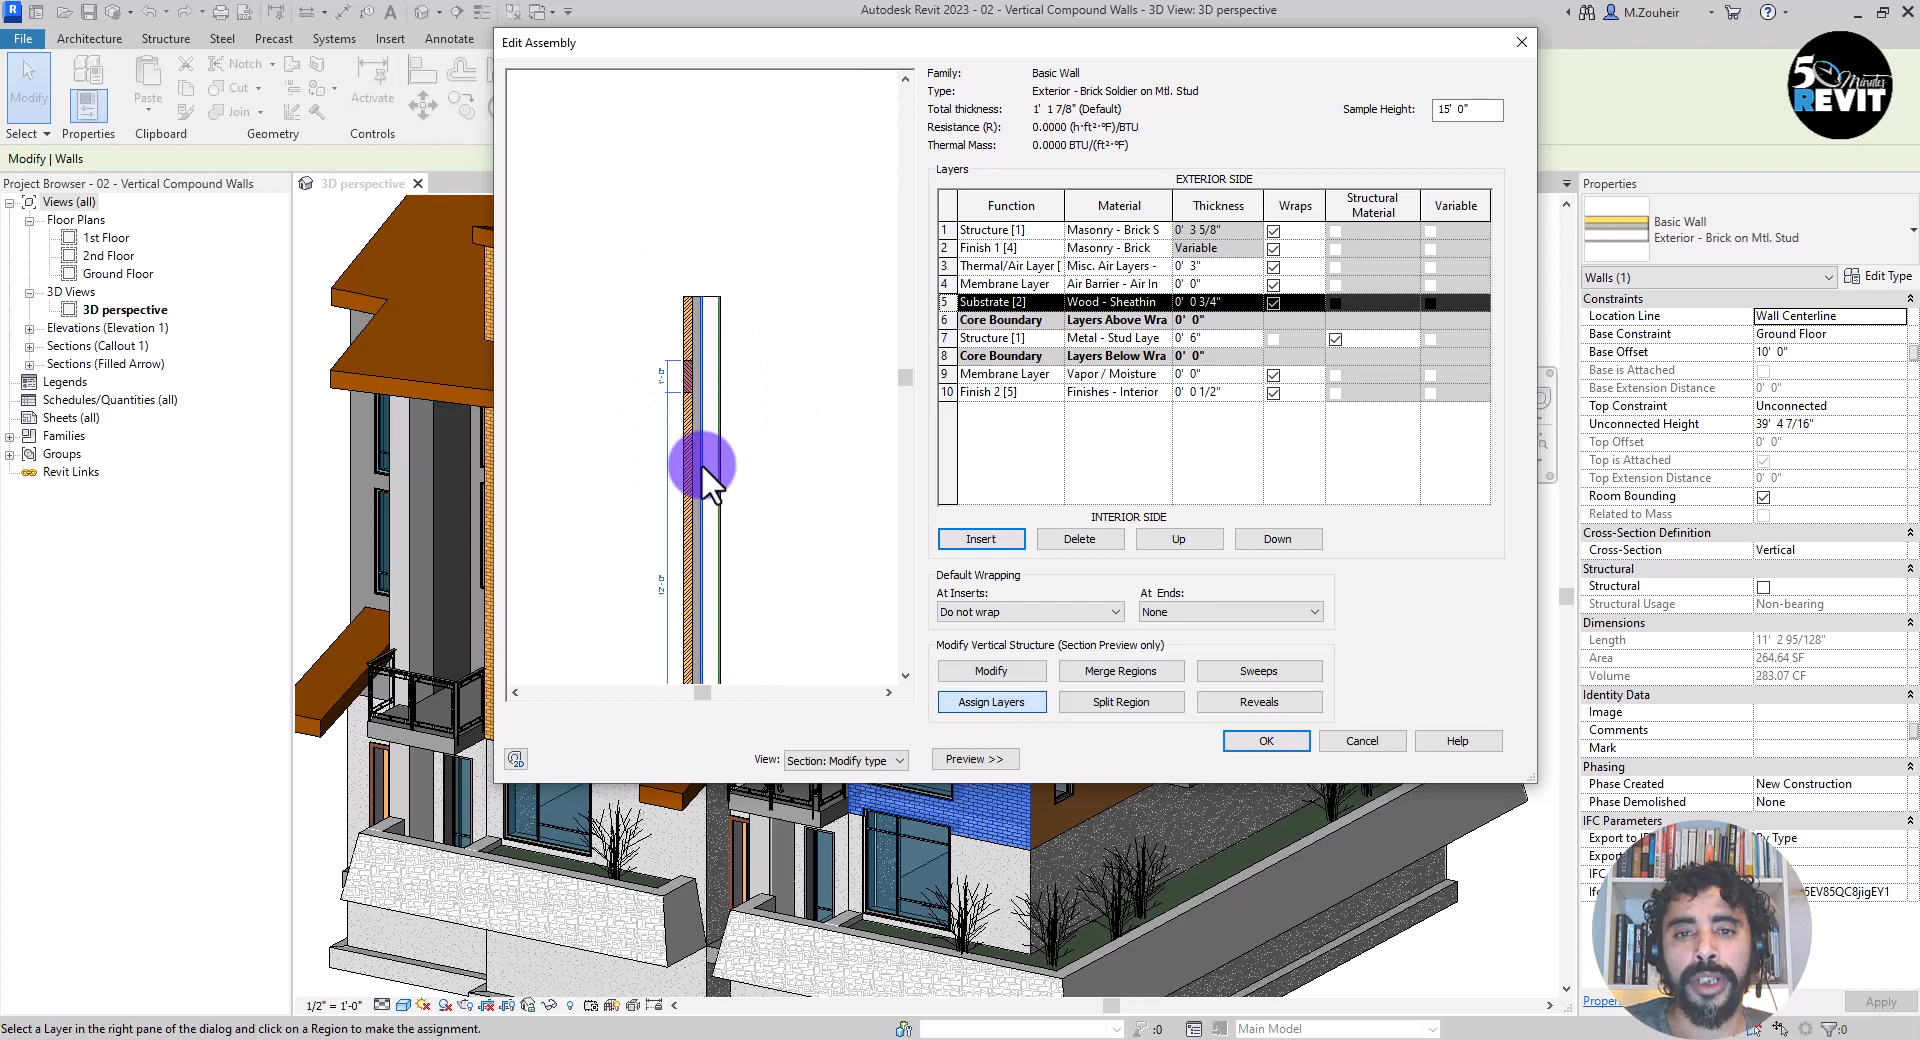 Autodesk Revit 2023 - 02 - Vertical Compound Walls - 3D View: 3D perspective
M.Zouheir
File Architecture Structure Steel Precast Systems Insert Annotate
Modify
Paste
Notch
Cut
Join
Activate
Select Properties Clipboard Geometry Controls
Modify | Walls
Project Browser - 02 - Vertical Compound Walls
Views (all)
Floor Plans
1st Floor
2nd Floor
Ground Floor
3D Views
3D perspective
Elevations (Elevation 1)
Sections (Callout 1)
Sections (Filled Arrow)
Legends
Schedules/Quantities (all)
Sheets (all)
Families
Groups
Revit Links
3D perspective
Edit Assembly
Family: Basic Wall
Type: Exterior - Brick Soldier on Mtl. Stud
Total thickness: 1' 1 7/8" (Default)
Resistance (R): 0.0000 (h·ft²·°F)/BTU
Thermal Mass: 0.0000 BTU/(ft²·°F)
Sample Height: 15' 0"
Layers
EXTERIOR SIDE
Function Material Thickness Wraps Structural Material Variable
1 Structure [1] Masonry - Brick S 0' 3 5/8"
2 Finish 1 [4] Masonry - Brick Variable
3 Thermal/Air Layer [ Misc. Air Layers - 0' 3"
4 Membrane Layer Air Barrier - Air In 0' 0"
5 Substrate [2] Wood - Sheathin 0' 0 3/4"
6 Core Boundary Layers Above Wra 0' 0"
7 Structure [1] Metal - Stud Laye 0' 6"
8 Core Boundary Layers Below Wra 0' 0"
9 Membrane Layer Vapor / Moisture 0' 0"
10 Finish 2 [5] Finishes - Interior 0' 0 1/2"
INTERIOR SIDE
Insert Delete Up Down
Default Wrapping
At Inserts: At Ends:
Do not wrap None
Modify Vertical Structure (Section Preview only)
Modify Merge Regions Sweeps
Assign Layers Split Region Reveals
OK Cancel Help
View: Section: Modify type Preview >>
1'-0"
12'-0"
2D
5 Minutes
REVIT
Properties
Basic Wall
Exterior - Brick on Mtl. Stud
Walls (1) Edit Type
Constraints
Location Line Wall Centerline
Base Constraint Ground Floor
Base Offset 10' 0"
Base is Attached
Base Extension Distance 0' 0"
Top Constraint Unconnected
Unconnected Height 39' 4 7/16"
Top Offset 0' 0"
Top is Attached
Top Extension Distance 0' 0"
Room Bounding
Related to Mass
Cross-Section Definition
Cross-Section Vertical
Structural
Structural
Structural Usage Non-bearing
Dimensions
Length 11' 2 95/128"
Area 264.64 SF
Volume 283.07 CF
Identity Data
Image
Comments
Mark
Phasing
Phase Created New Construction
Phase Demolished None
IFC Parameters
Export to I By Type
Expor
IFC
Ifc 5EV85QC8jigEY1
Proper Apply
1/2" = 1'-0"
Select a Layer in the right pane of the dialog and click on a Region to make the assignment.
:0
Main Model
:0